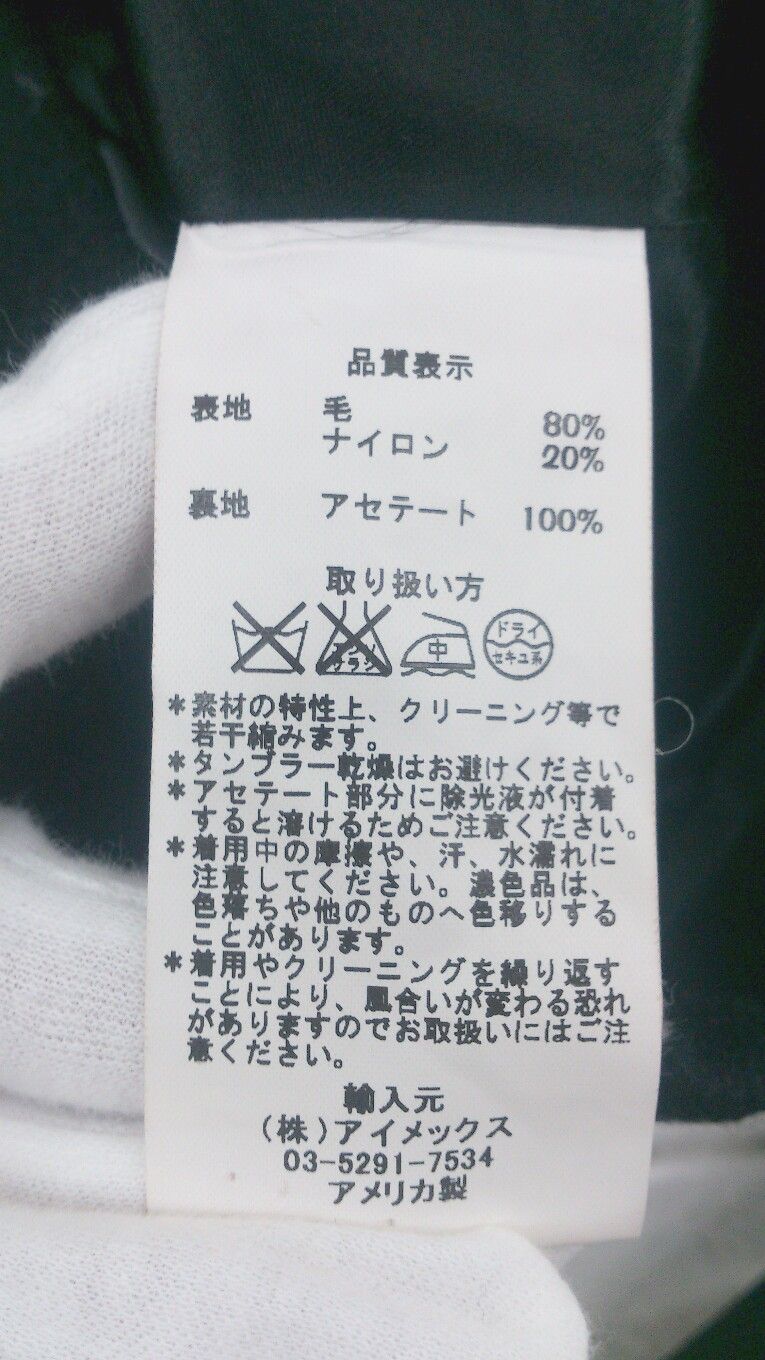 品質表示
表地 毛 80%
ナイロン 20%
裏地 アセテート 100%
取り扱い方
エンソ サラシ 中 ドライ セキユ系
*素材の特性上、クリーニング等で
若干縮みます。
*タンブラー乾燥はお避けください。
*アセテート部分に除光液が付着
すると溶けるためご注意ください。
*着用中の摩擦や、汗、水濡れに
注意してください。濃色品は、
色落ちや他のものへ色移りする
ことがあります。
*着用やクリーニングを繰り返す
ことにより、風合いが変わる恐れ
がありますのでお取扱いにはご注
意ください。
輸入元
(株)アイメックス
03-5291-7534
アメリカ製